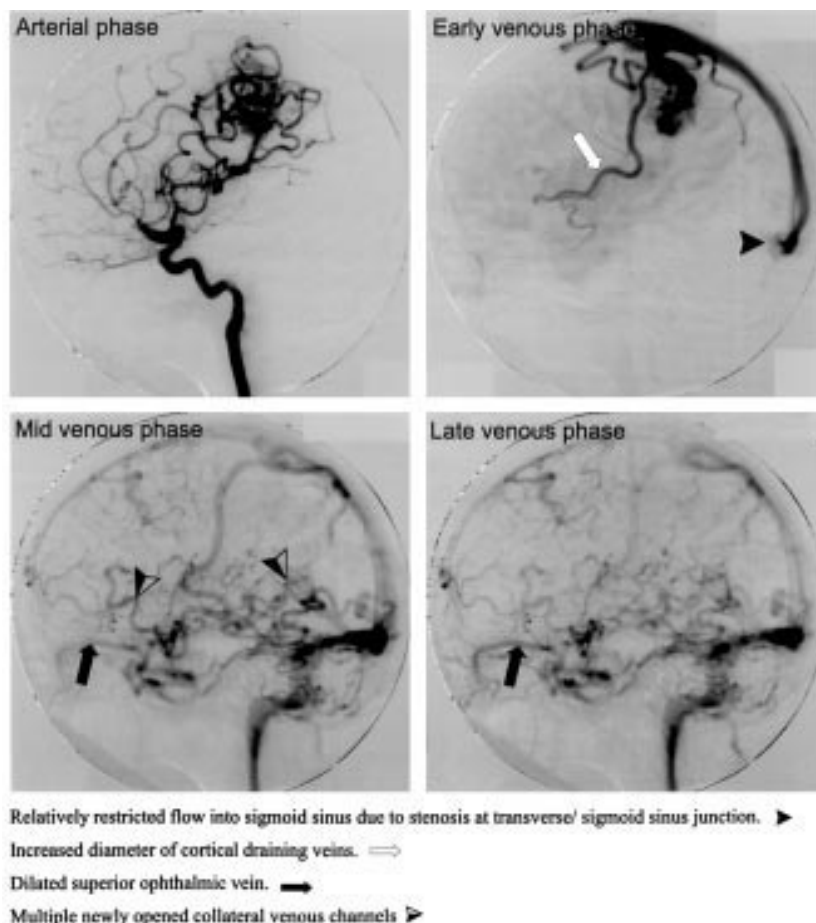 Arterial phase
Early venous phase
Mid venous phase
Late venous phase
Relatively restricted flow into sigmoid sinus due to stenosis at transverse/ sigmoid sinus junction.
Increased diameter of cortical draining veins.
Dilated superior ophthalmic vein.
Multiple newly opened collateral venous channels